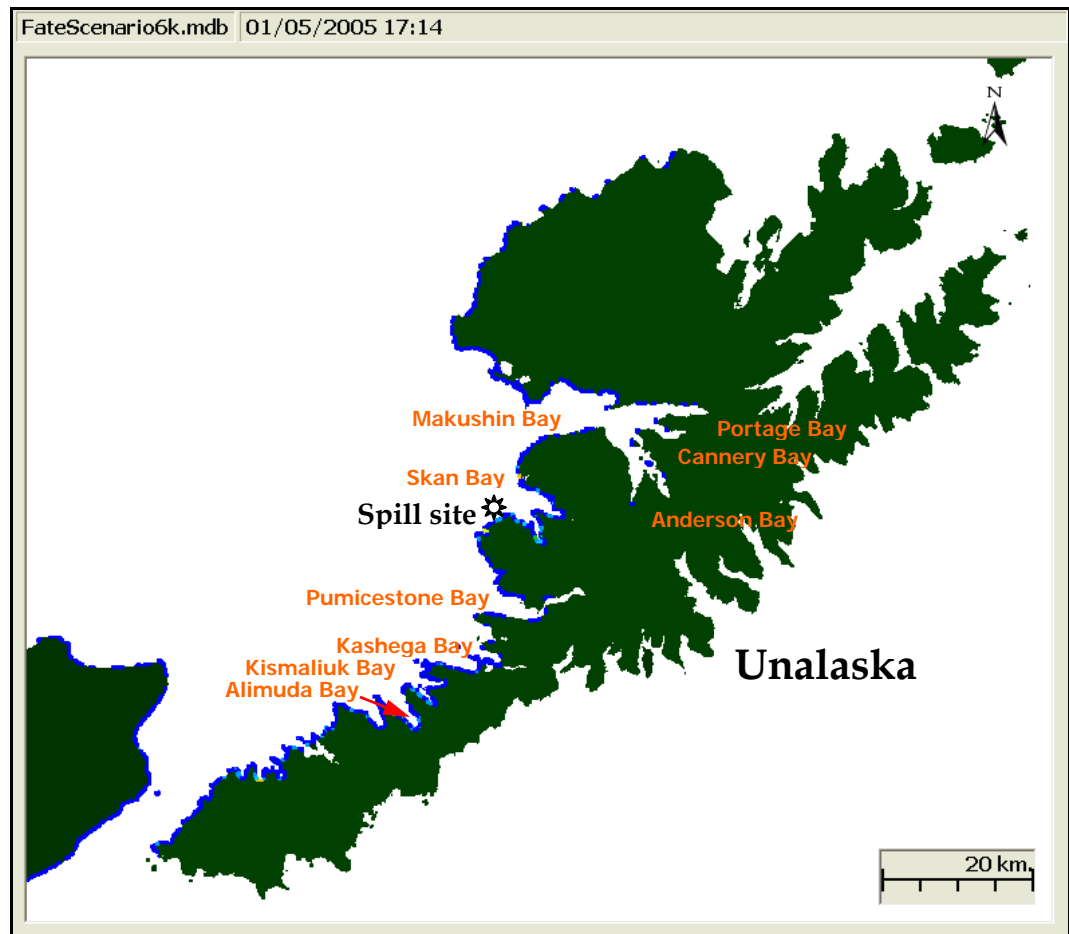 FateScenario6k.mdb 01/05/2005 17:14
N
Makushin Bay
Portage Bay
Cannery Bay
Skan Bay
Spill site
Anderson Bay
Pumicestone Bay
Kashega Bay
Kismaliuk Bay
Unalaska
Alimuda Bay
20 km.